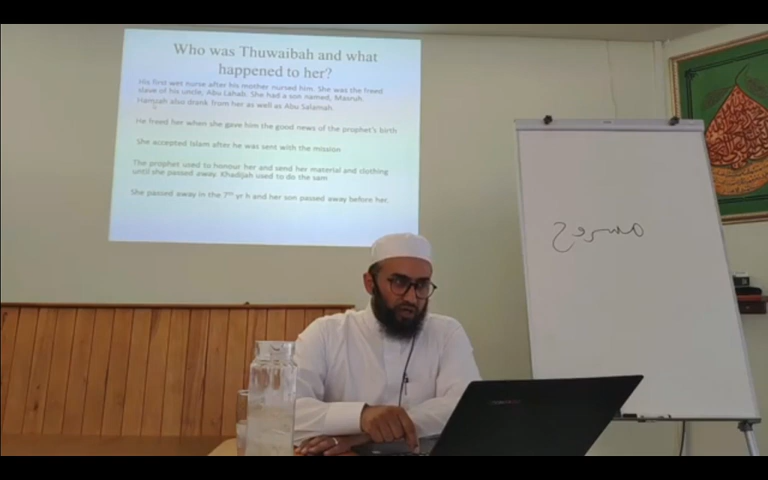 Who was Thuwaibah and what
happened to her?
His first wet nurse after his mother nursed him. She was the freed
slave of his uncle, Abu Lahab. She had a son named, Masruh.
Hamzah also drank from her as well as Abu Salamah.
He freed her when she gave him the good news of the prophet's birth
She accepted Islam after he was sent with the mission
The prophet used to honour her and send her material and clothing
until she passed away. Khadijah used to do the sam
She passed away in the 7th yr h and her son passed away before her.
مسروح